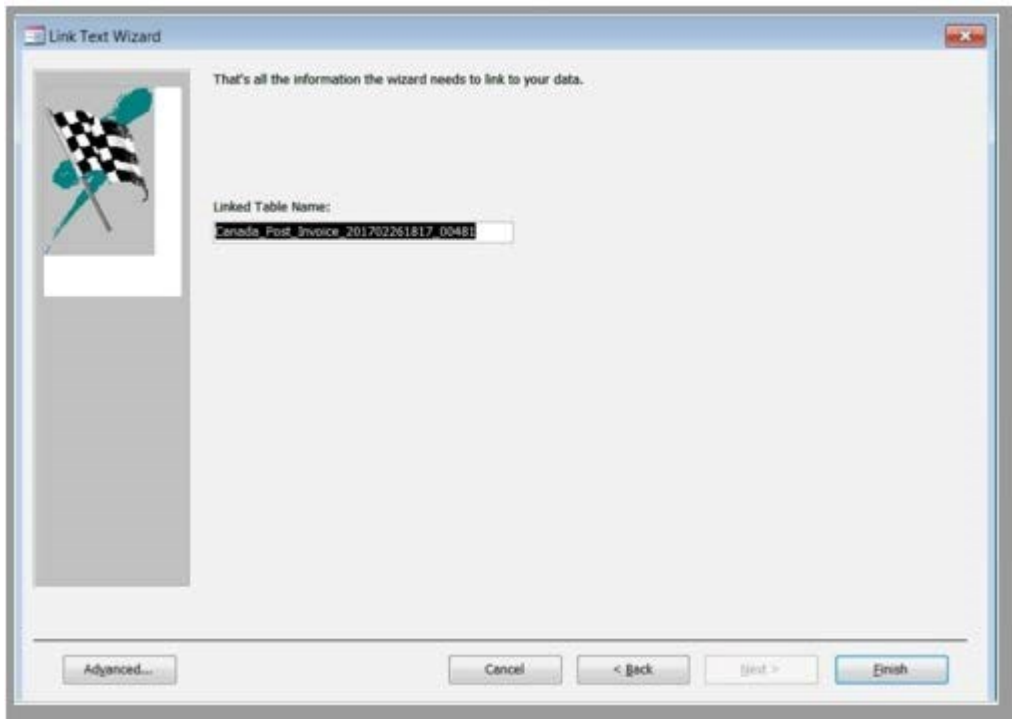 Link Text Wizard
That's all the information the wizard needs to link to your data.
Linked Table Name:
Canada_Post_Invoice_201702261817_00481
Advanced...
Cancel
< Back
Next >
Finish